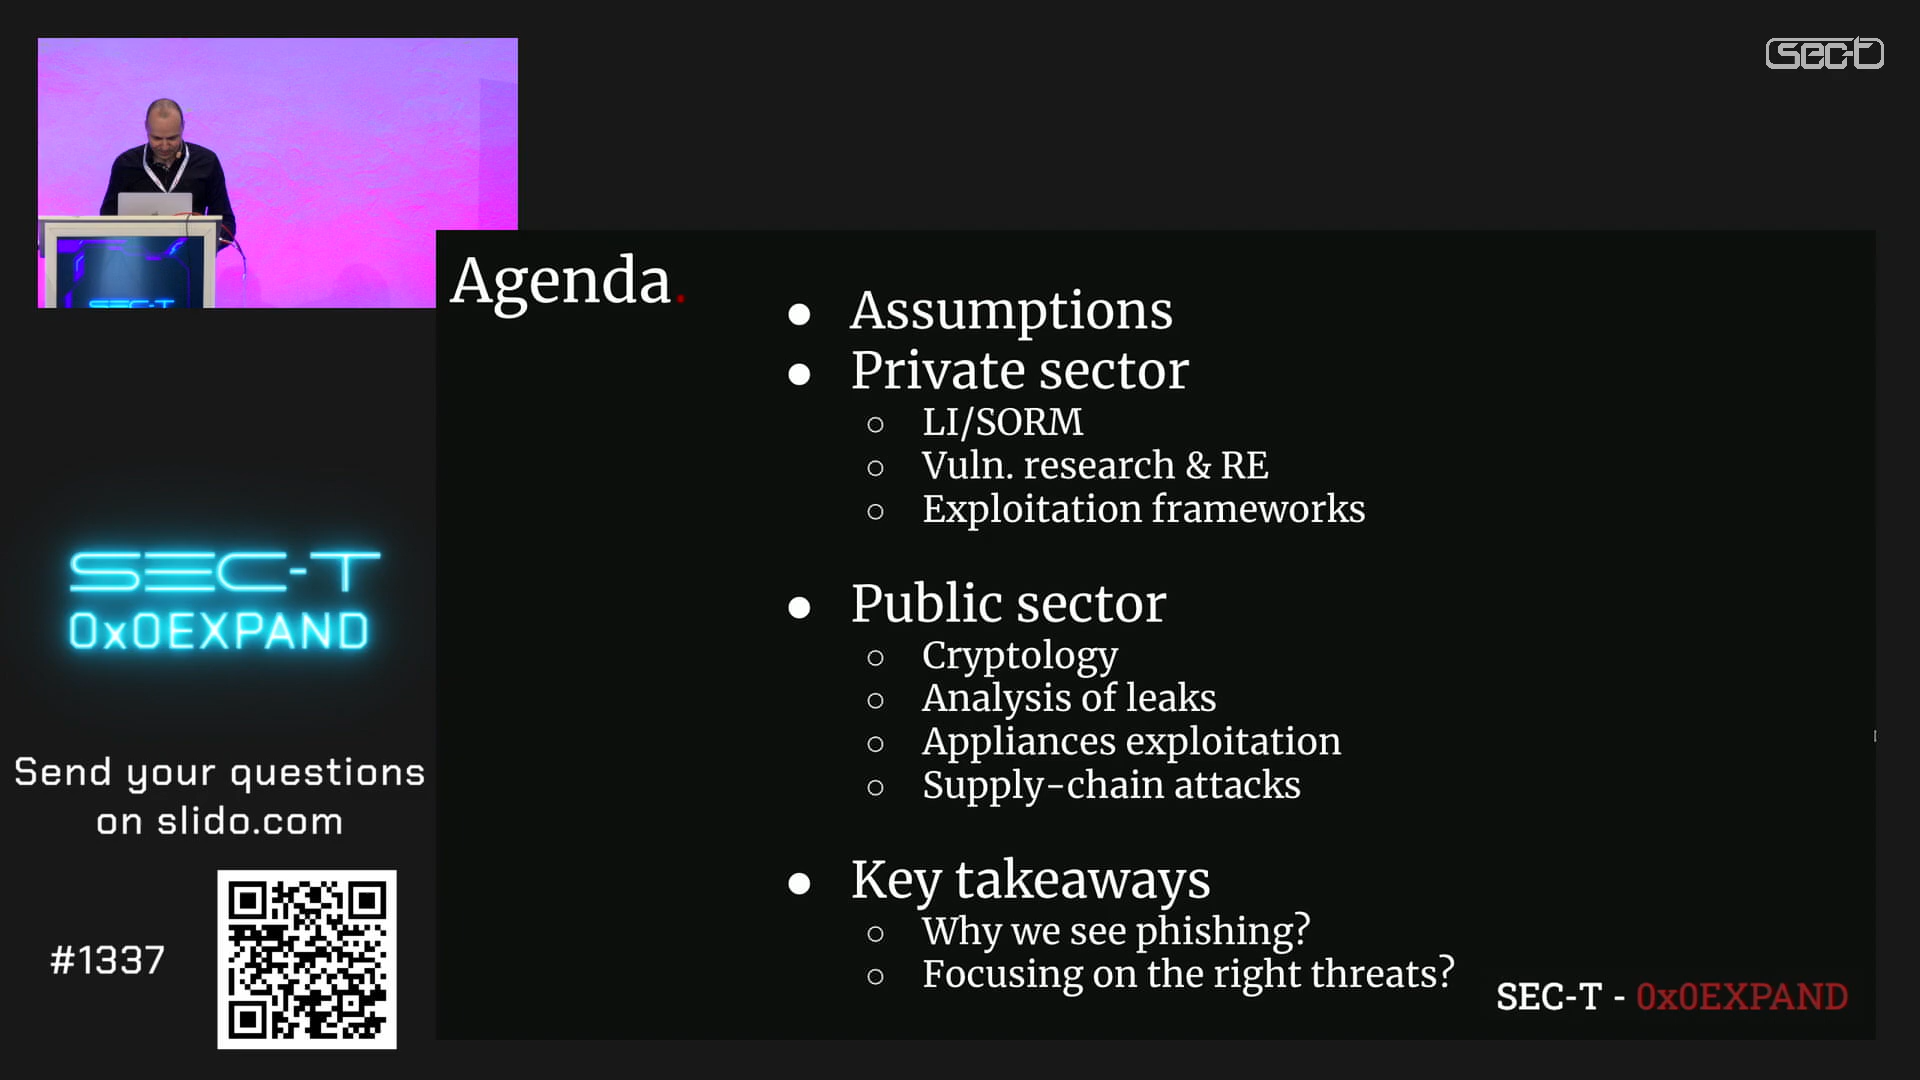 sec-t
SEC-T
Agenda.
Assumptions
Private sector
LI/SORM
Vuln. research & RE
Exploitation frameworks
Public sector
Cryptology
Analysis of leaks
Appliances exploitation
Supply-chain attacks
Key takeaways
Why we see phishing?
Focusing on the right threats?
SEC-T - 0x0EXPAND
SEC-T
0x0EXPAND
Send your questions
on slido.com
#1337